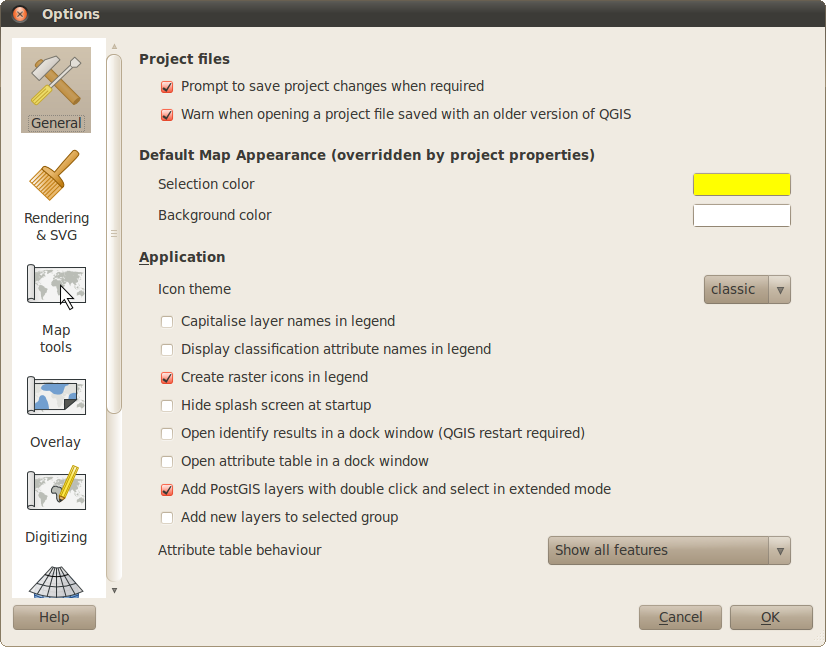 Options
General
Rendering
& SVG
Map
tools
Overlay
Digitizing
Project files
Prompt to save project changes when required
Warn when opening a project file saved with an older version of QGIS
Default Map Appearance (overridden by project properties)
Selection color
Background color
Application
Icon theme
classic
Capitalise layer names in legend
Display classification attribute names in legend
Create raster icons in legend
Hide splash screen at startup
Open identify results in a dock window (QGIS restart required)
Open attribute table in a dock window
Add PostGIS layers with double click and select in extended mode
Add new layers to selected group
Attribute table behaviour
Show all features
Help
Cancel
OK